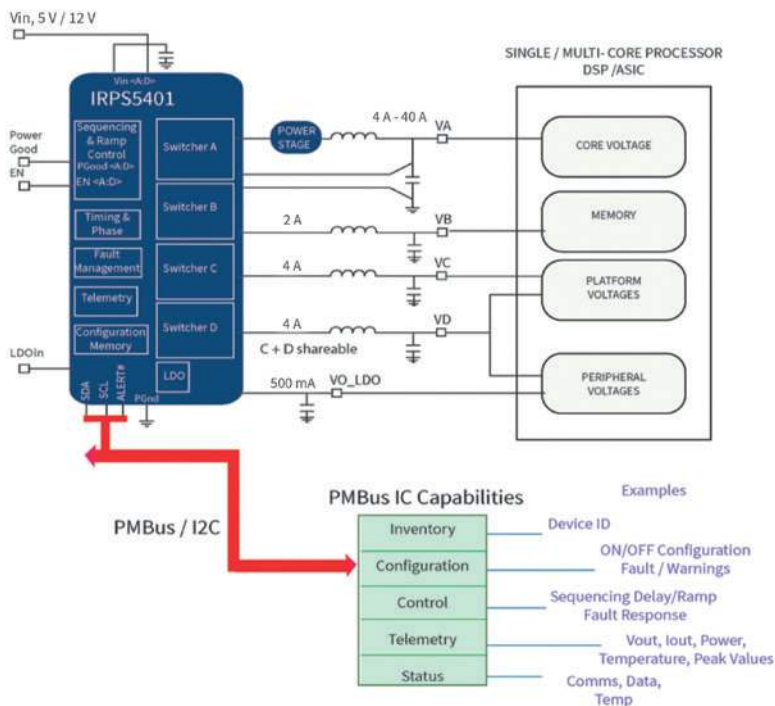 Vin, 5 V / 12 V
Vin <A:D>
IRPS5401
Power
Good
EN
Sequencing
& Ramp
Control
PGood <A:D>
EN <A:D>
Timing &
Phase
Fault
Management
Telemetry
Configuration
Memory
Switcher A
Switcher B
Switcher C
Switcher D
LDO
LDOin
SDA
SCL
ALERT#
PGnd
POWER
STAGE
4 A - 40 A
VA
2 A
VB
4 A
VC
4 A
VD
C + D shareable
500 mA
VO_LDO
SINGLE / MULTI- CORE PROCESSOR
DSP /ASIC
CORE VOLTAGE
MEMORY
PLATFORM
VOLTAGES
PERIPHERAL
VOLTAGES
PMBus / I2C
PMBus IC Capabilities
Examples
Inventory
Device ID
Configuration
ON/OFF Configuration
Fault / Warnings
Control
Sequencing Delay/Ramp
Fault Response
Telemetry
Vout, Iout, Power,
Temperature, Peak Values
Status
Comms, Data,
Temp